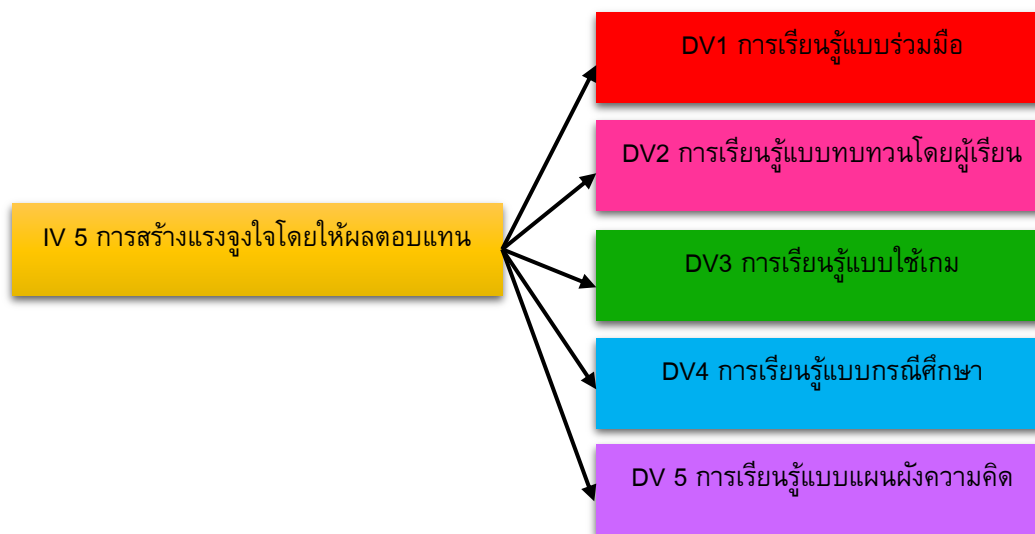 DV1 การเรียนรู้แบบร่วมมือ
DV2 การเรียนรู้แบบทบทวนโดยผู้เรียน
IV 5 การสร้างแรงจูงใจโดยให้ผลตอบแทน
DV3 การเรียนรู้แบบใช้เกม
DV4 การเรียนรู้แบบกรณีศึกษา
DV 5 การเรียนรู้แบบแผนผังความคิด